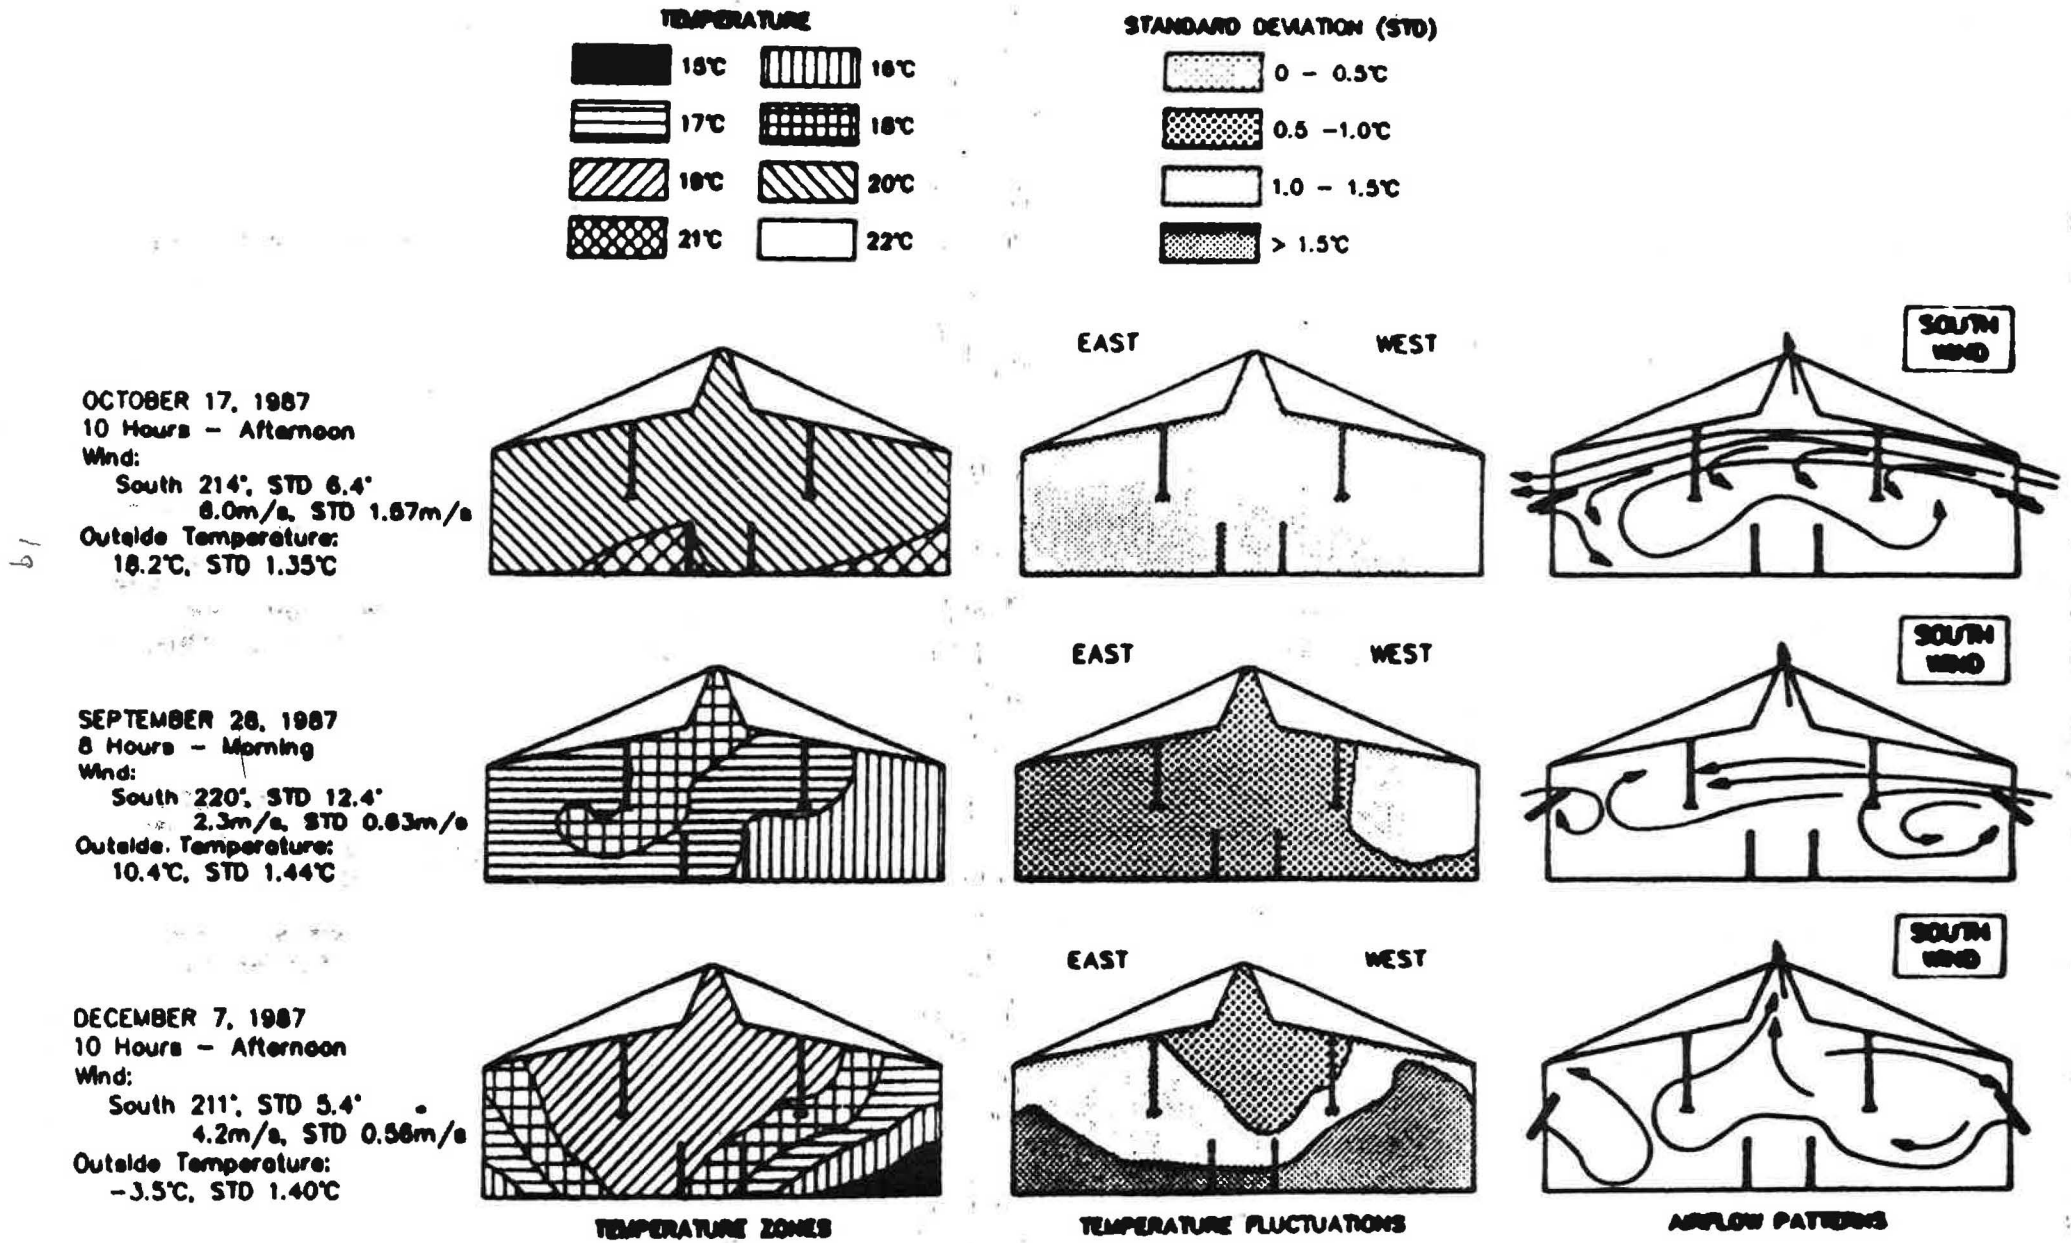 TEMPERATURE
15°C
16°C
17°C
18°C
19°C
20°C
21°C
22°C
STANDARD DEVIATION (STD)
0 - 0.5°C
0.5 -1.0°C
1.0 - 1.5°C
> 1.5°C
OCTOBER 17, 1987
10 Hours - Afternoon
Wind:
South 214°, STD 6.4°
6.0m/s, STD 1.67m/s
Outside Temperature:
18.2°C, STD 1.35°C
EAST
WEST
SOUTH
WIND
SEPTEMBER 28, 1987
8 Hours - Morning
Wind:
South 220°, STD 12.4°
2.3m/s, STD 0.63m/s
Outside Temperature:
10.4°C, STD 1.44°C
EAST
WEST
SOUTH
WIND
DECEMBER 7, 1987
10 Hours - Afternoon
Wind:
South 211°, STD 5.4°
4.2m/s, STD 0.56m/s
Outside Temperature:
-3.5°C, STD 1.40°C
EAST
WEST
SOUTH
WIND
TEMPERATURE ZONES
TEMPERATURE FLUCTUATIONS
AIRFLOW PATTERNS
19